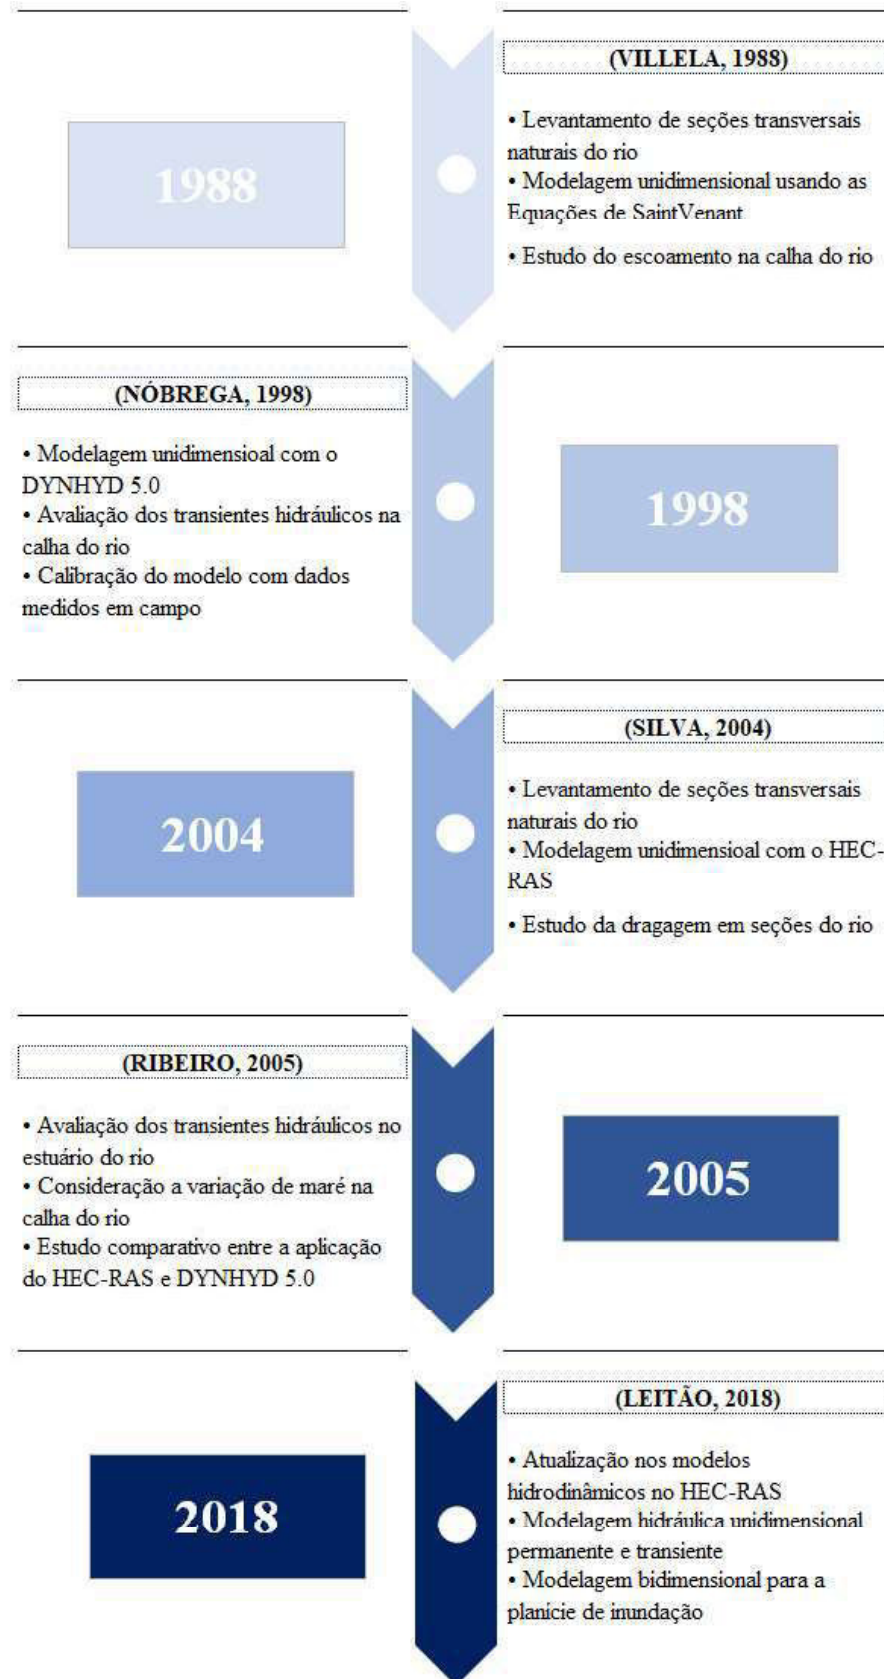 (VILLELA, 1988)
1988
• Levantamento de seções transversais
naturais do rio
• Modelagem unidimensional usando as
Equações de SaintVenant
• Estudo do escoamento na calha do rio
(NÓBREGA, 1998)
• Modelagem unidimensioal com o
DYNHYD 5.0
• Avaliação dos transientes hidráulicos na
calha do rio
• Calibração do modelo com dados
medidos em campo
1998
(SILVA, 2004)
2004
• Levantamento de seções transversais
naturais do rio
• Modelagem unidimensioal com o HEC-
RAS
• Estudo da dragagem em seções do rio
(RIBEIRO, 2005)
• Avaliação dos transientes hidráulicos no
estuário do rio
• Consideração a variação de maré na
calha do rio
• Estudo comparativo entre a aplicação
do HEC-RAS e DYNHYD 5.0
2005
(LEITÃO, 2018)
2018
• Atualização nos modelos
hidrodinâmicos no HEC-RAS
• Modelagem hidráulica unidimensional
permanente e transiente
• Modelagem bidimensional para a
planície de inundação